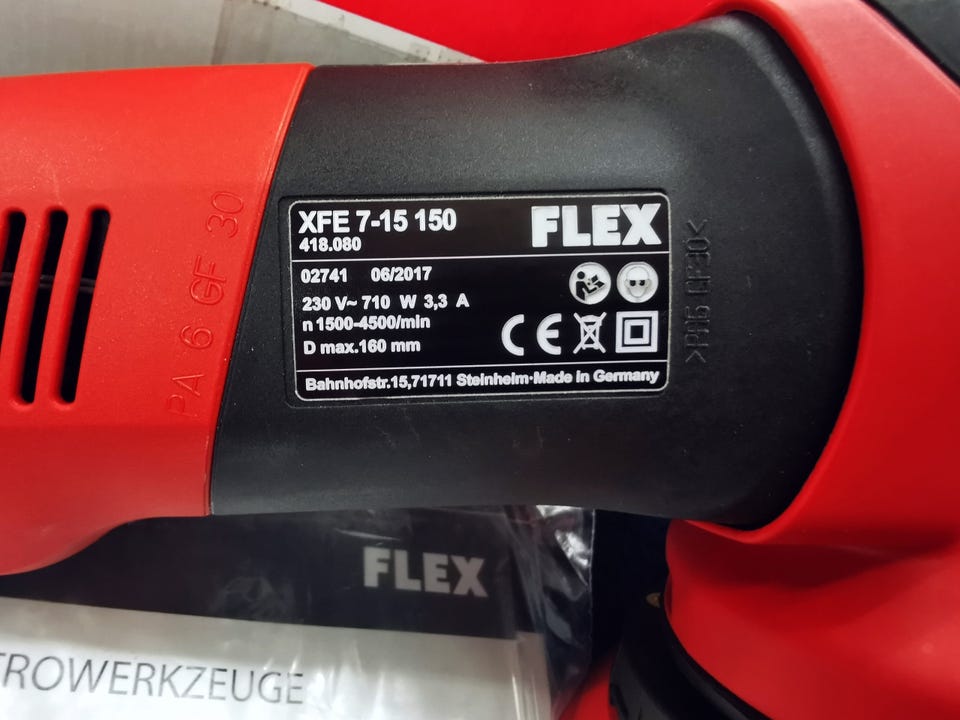 PA 6 GF 30
XFE 7-15 150
418.080
FLEX
02741 06/2017
230 V~ 710 W 3,3 A
n 1500-4500/min
D max.160 mm
CE
Bahnhofstr.15,71711 Steinheim·Made in Germany
>PA6 GF30<
FLEX
TROWERKZEUGE